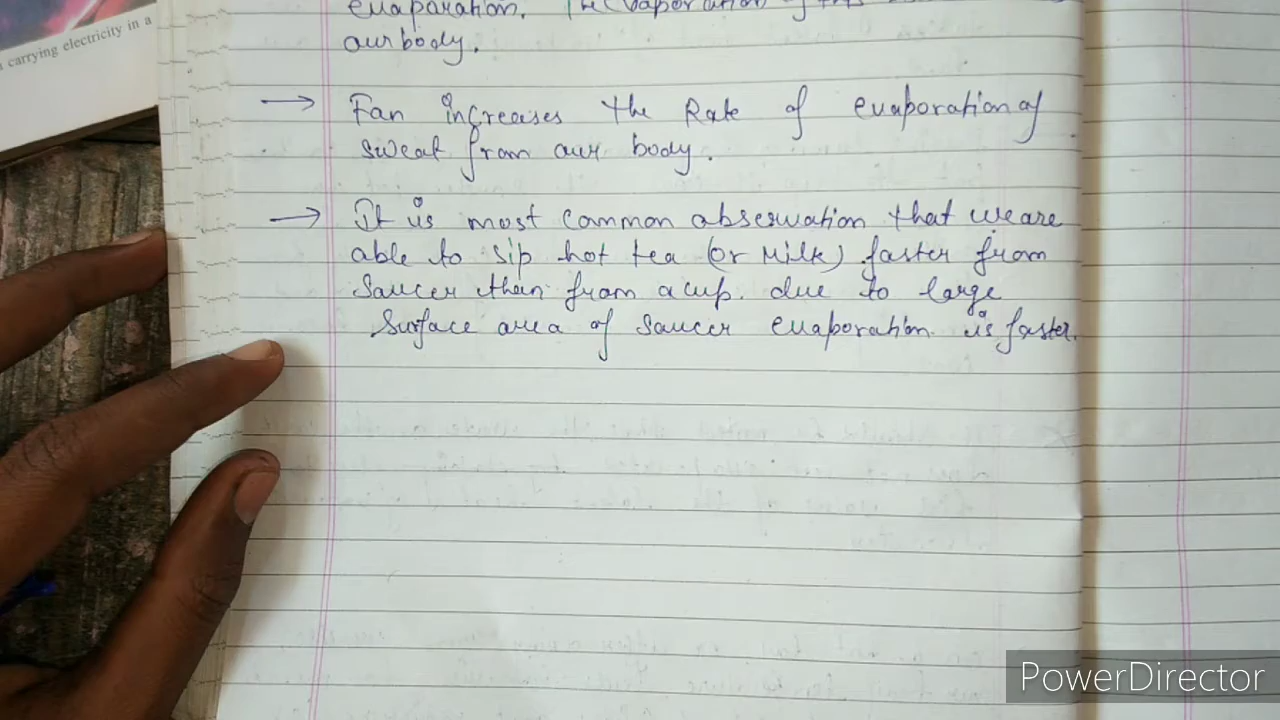 carrying electricity in a
evaporation. The
our body.
→ Fan increases the Rate of evaporation of
sweat from our body.
→ It is most common observation that we are
able to sip hot tea (or Milk) faster from
Saucer than from a cup. due to large
Surface area of saucer evaporation is faster.
PowerDirector